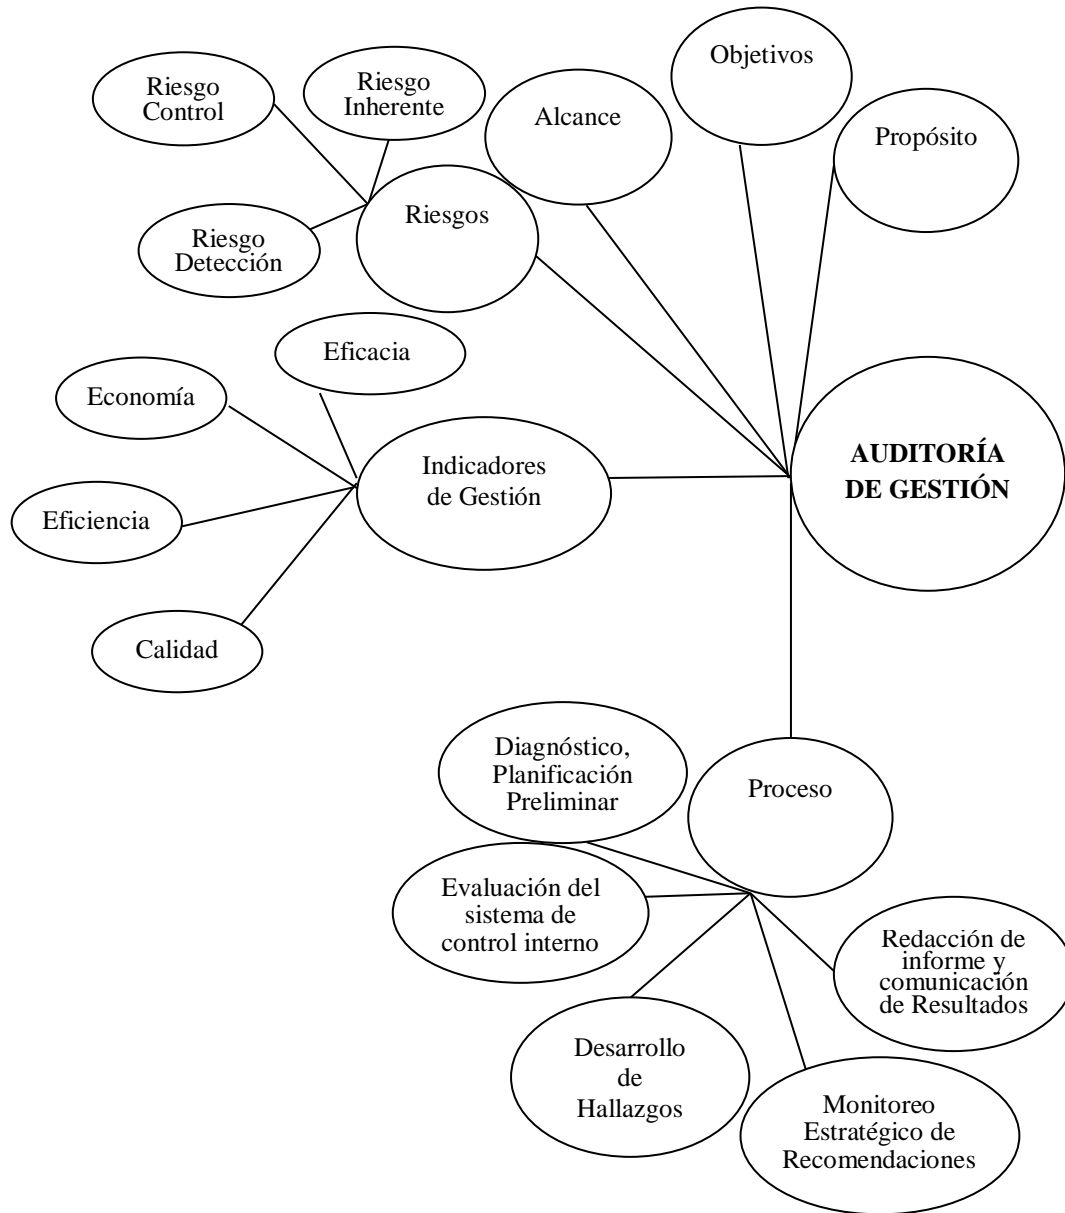 Objetivos
Riesgo
Control
Riesgo
Inherente
Alcance
Propósito
Riesgos
Riesgo
Detección
Eficacia
Economía
Indicadores
de Gestión
AUDITORÍA
DE GESTIÓN
Eficiencia
Calidad
Diagnóstico,
Planificación
Preliminar
Proceso
Evaluación del
sistema de
control interno
Redacción de
informe y
comunicación
de Resultados
Desarrollo
de
Hallazgos
Monitoreo
Estratégico de
Recomendaciones